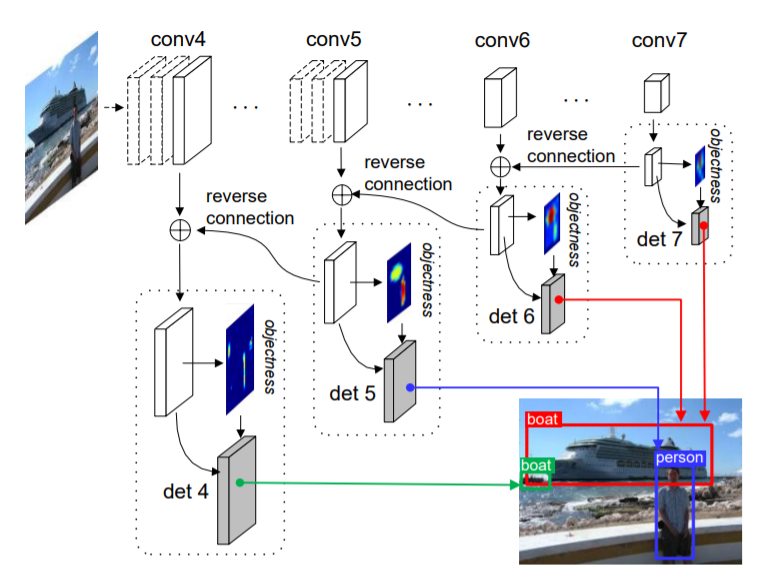 conv4
conv5
conv6
conv7
. . .
. . .
. . .
reverse
connection
reverse
connection
reverse
connection
objectness
det 7
objectness
det 6
objectness
det 5
objectness
det 4
boat
boat
person